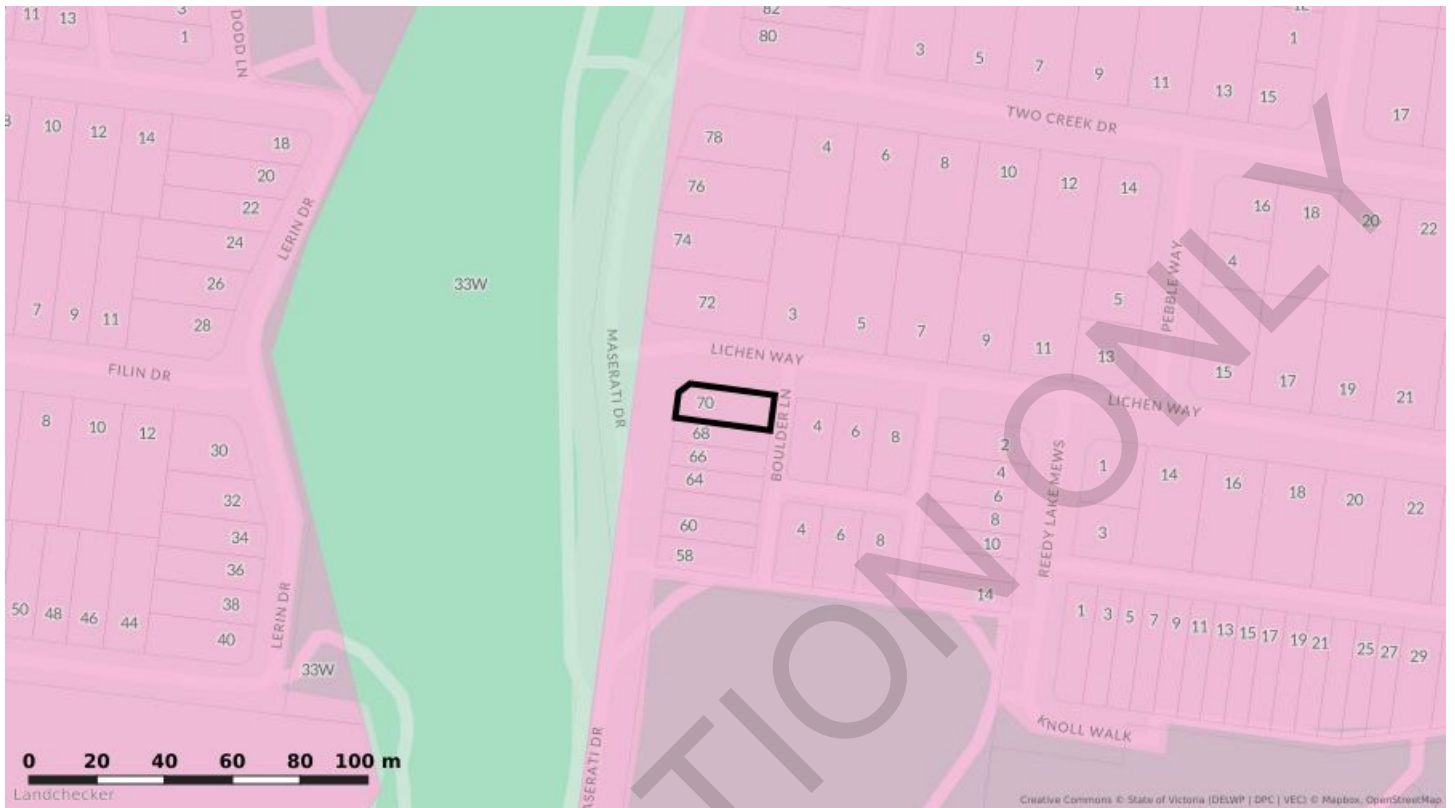 11 13 3 1
DODD LN
82
80
3 5 7 9 11 13 15
1
17
TWO CREEK DR
10 12 14
18
20
22
24
26
28
LERIN DR
7 9 11
33W
78
76
74
72
4 6 8 10 12 14
16 18 20 22
4
5
PEBBLE WAY
3 5 7 9 11 13
15 17 19 21
FILIN DR
MASERATI DR
LICHEN WAY
LICHEN WAY
70
68
66
64
60
58
BOULDER LN
4 6 8
4 6 8
2
4
6
8
10
14
REEDY LAKE MEWS
1
3
14 16 18 20 22
8 10 12
30
32
34
36
38
40
50 48 46 44
LERIN DR
33W
1 3 5 7 9 11 13 15 17 19 21 25 27 29
KNOLL WALK
MASERATI DR
TION ONLY
0 20 40 60 80 100 m
Landchecker
Creative Commons © State of Victoria (DELWP | DPC | VEC) © Mapbox, OpenStreetMap